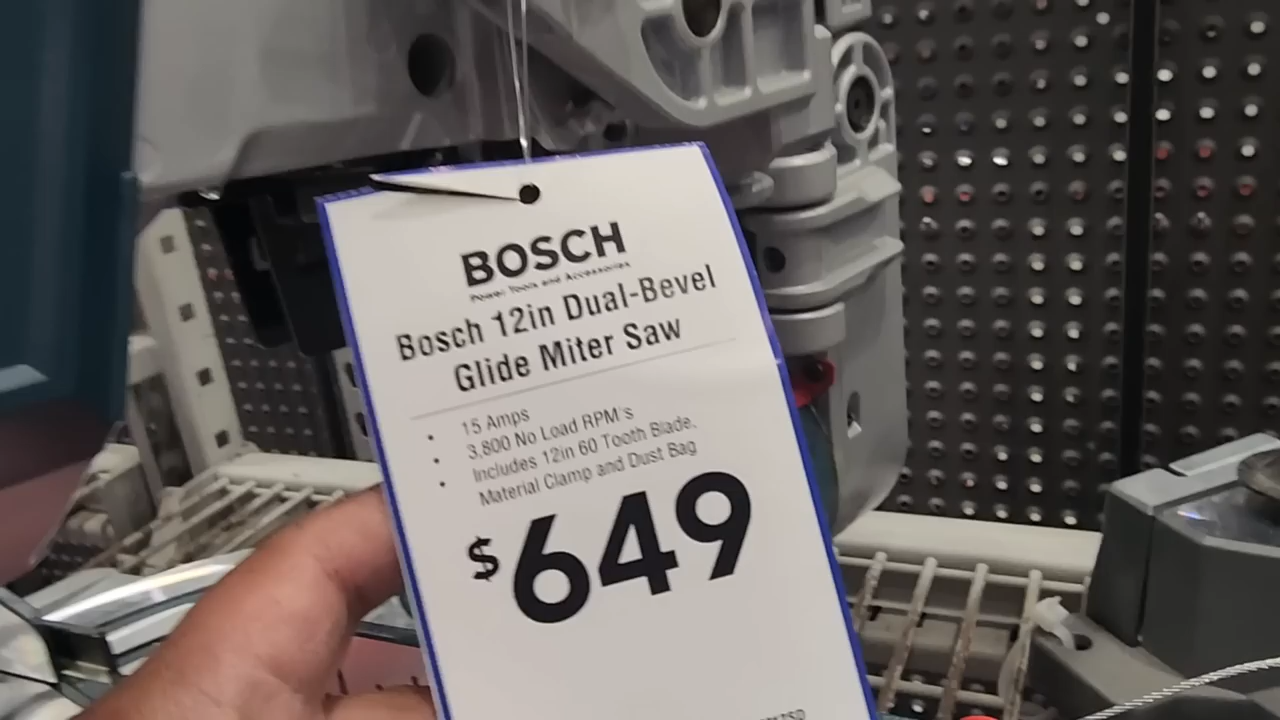 BOSCH
Power Tools and Accessories
Bosch 12in Dual-Bevel
Glide Miter Saw
• 15 Amps
• 3,800 No Load RPM's
• Includes 12in 60 Tooth Blade,
Material Clamp and Dust Bag
$649